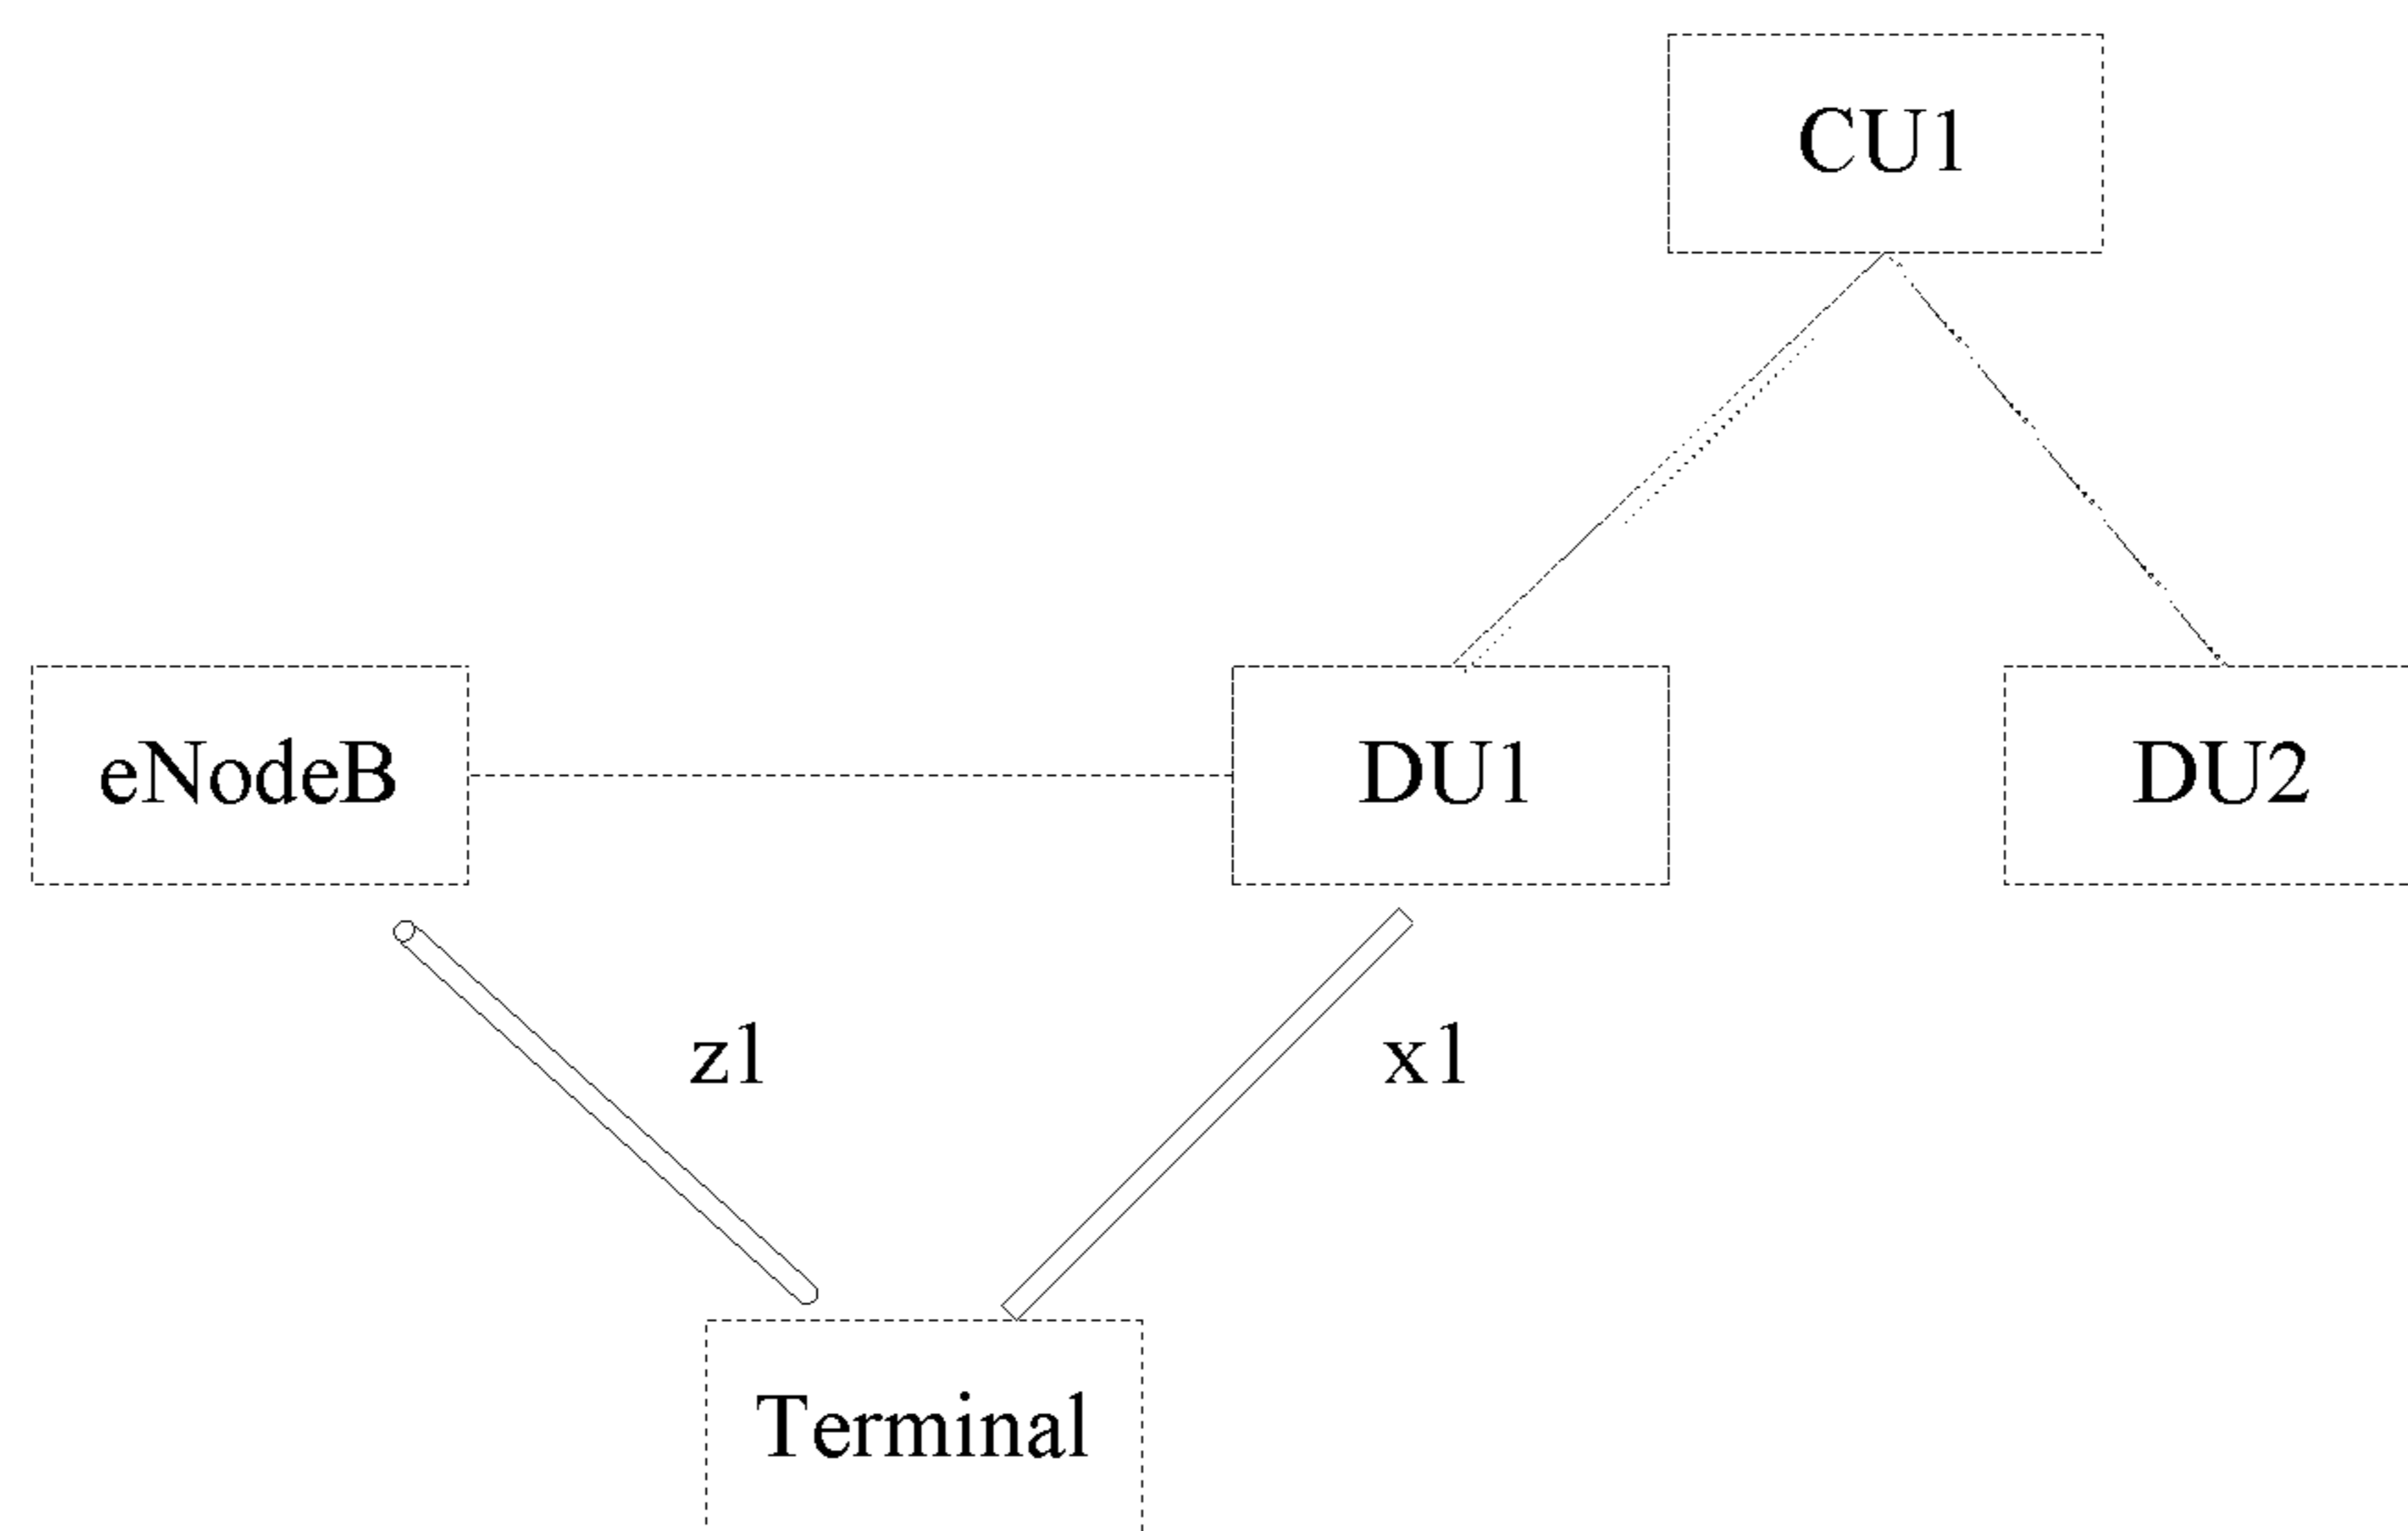 CU1
eNodeB
DU1
DU2
z1
x1
Terminal